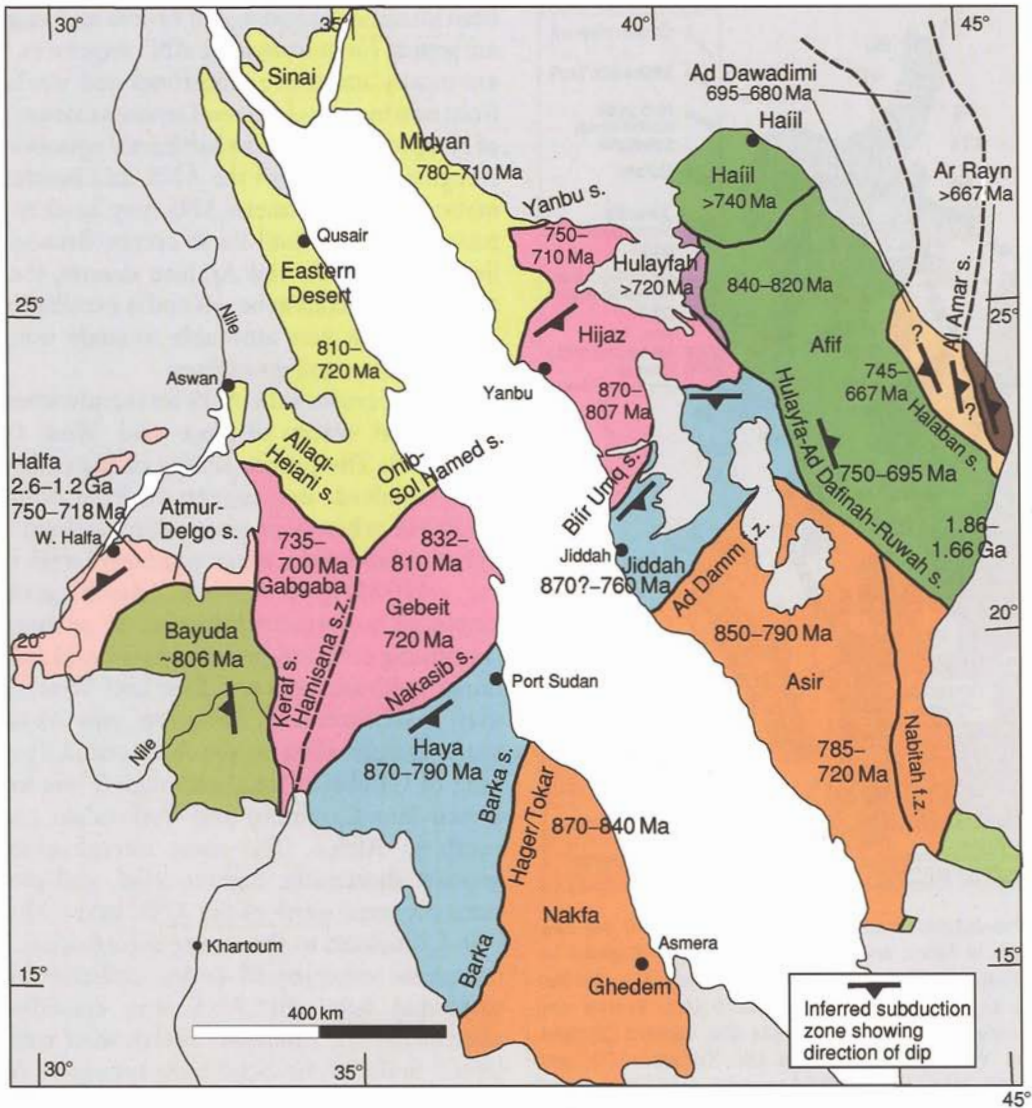 30°
35°
40°
45°
Sinai
Ad Dawadimi
695–680 Ma
Haíil
Midyan
780–710 Ma
Haíil
>740 Ma
Ar Rayn
>667 Ma
Yanbu s.
750–
710 Ma
Hulayfah
>720 Ma
Qusair
Eastern
Desert
840–820 Ma
Al Amar s.
25°
25°
Nile
Hijaz
Afif
?
810–
720 Ma
745–
667 Ma
Aswan
Yanbu
870–
807 Ma
Hulayfa-Ad Dafinah-Ruwah s.
Halaban s.
?
Allaqi-
Heiani s.
Onib-
Sol Hamed s.
Halfa
2.6–1.2 Ga
750–718 Ma
W. Halfa
Atmur-
Delgo s.
Biír Umq s.
750–695 Ma
735–
700 Ma
Gabgaba
832–
810 Ma
Jiddah
Jiddah
870?–760 Ma
Ad Damm f.z.
1.86–
1.66 Ga
Gebeit
720 Ma
Bayuda
~806 Ma
20°
20°
850–790 Ma
Keraf s.
Hamisana s.z.
Nakasib s.
Port Sudan
Asir
Nile
Haya
870–790 Ma
Barka s.
785–
720 Ma
Nabitah f.z.
Hager/Tokar
870–840 Ma
Nakfa
Khartoum
Barka
Asmera
Ghedem
15°
15°
400 km
Inferred subduction
zone showing
direction of dip
30°
35°
45°